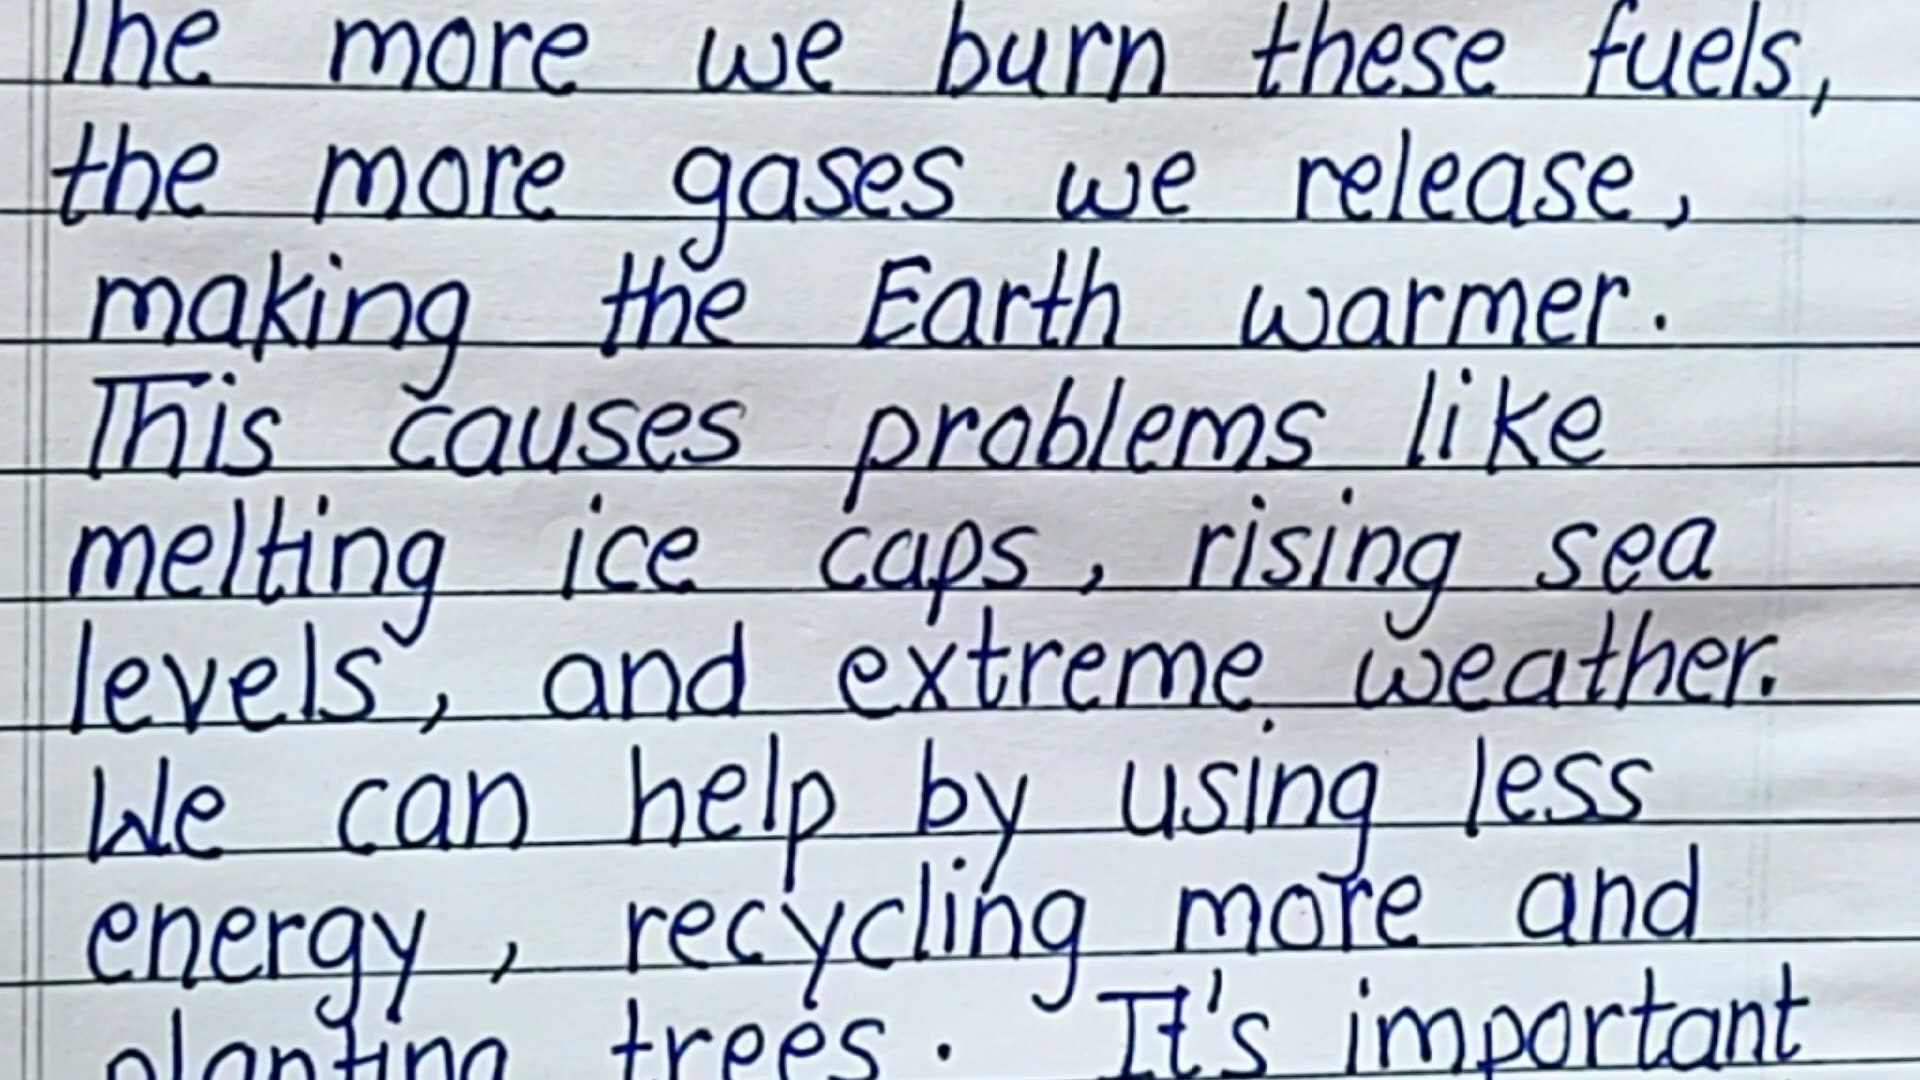 The more we burn these fuels,
the more gases we release,
making the Earth warmer.
This causes problems like
melting ice caps, rising sea
levels, and extreme weather.
We can help by using less
energy, recycling more and
planting trees. It's important